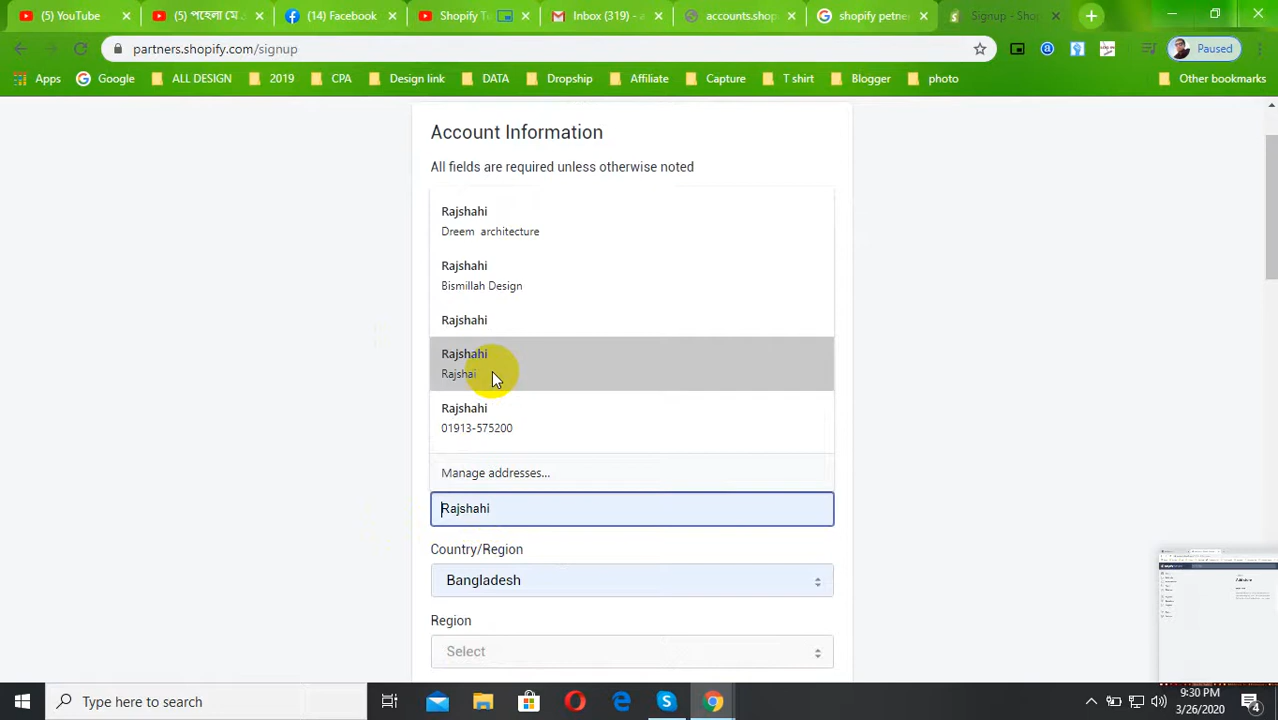 (5) YouTube
(5) পহেলা মে
(14) Facebook
Shopify Tu
Inbox (319) - a
accounts.shop
shopify petne
Signup - Shop
partners.shopify.com/signup
Paused
Apps
Google
ALL DESIGN
2019
CPA
Design link
DATA
Dropship
Affiliate
Capture
T shirt
Blogger
photo
Other bookmarks
Account Information
All fields are required unless otherwise noted
Rajshahi
Dreem architecture
Rajshahi
Bismillah Design
Rajshahi
Rajshahi
Rajshai
Rajshahi
01913-575200
Manage addresses...
Rajshahi
Country/Region
Bangladesh
Region
Select
Type here to search
9:30 PM
3/26/2020
4